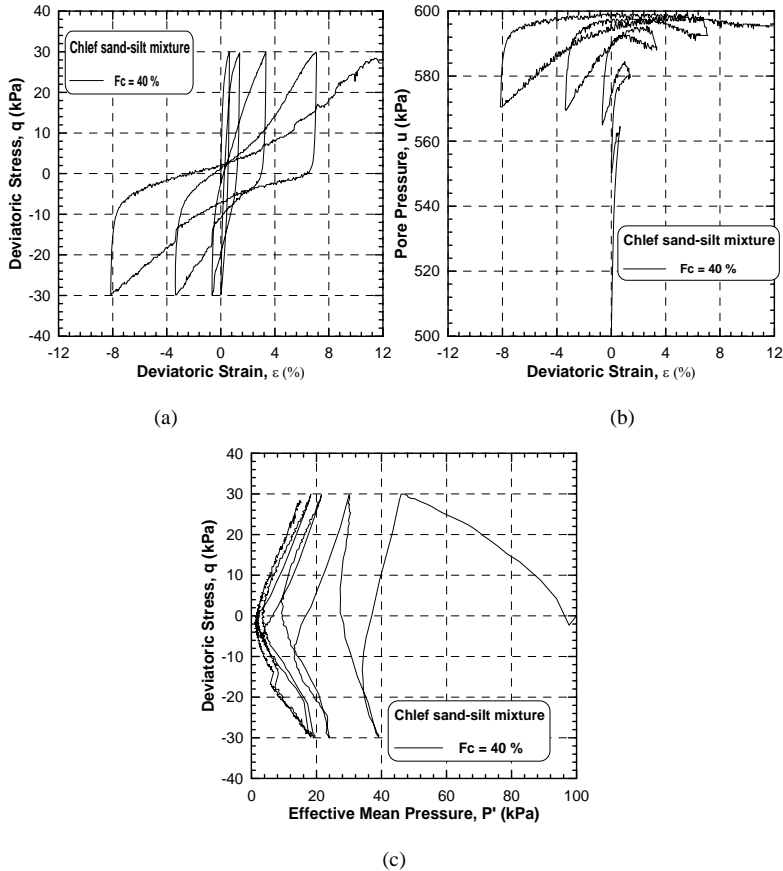 40
30
20
10
0
-10
-20
-30
-40
Deviatoric Stress, q (kPa)
Chlef sand-silt mixture
Fc = 40 %
-12 -8 -4 0 4 8 12
Deviatoric Strain, ε (%)
(a)
600
580
560
540
520
500
Pore Pressure, u (kPa)
Chlef sand-silt mixture
Fc = 40 %
-12 -8 -4 0 4 8 12
Deviatoric Strain, ε (%)
(b)
40
30
20
10
0
-10
-20
-30
-40
Deviatoric Stress, q (kPa)
Chlef sand-silt mixture
Fc = 40 %
0 20 40 60 80 100
Effective Mean Pressure, P' (kPa)
(c)